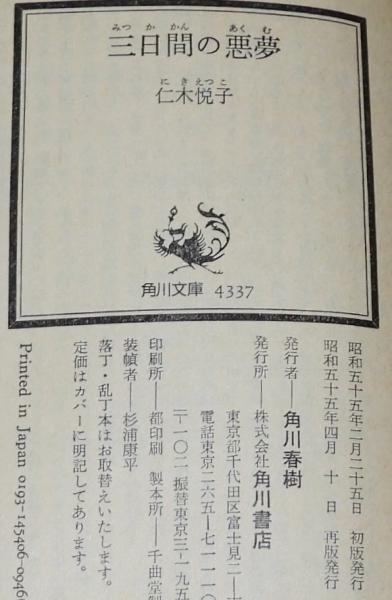 みつかかん あくむ
三日間の悪夢
にきえつこ
仁木悦子
角川文庫 4337
昭和五十五年二月二十五日 初版発行
昭和五十五年四月 十 日 再版発行
発行者―角川春樹
発行所―株式会社角川書店
東京都千代田区富士見二―十
電話東京二六五―七一一一
〒一〇二 振替東京③―一九五
印刷所―都印刷 製本所―千曲堂製
装幀者―杉浦康平
落丁・乱丁本はお取替えいたします。
定価はカバーに明記してあります。
Printed in Japan 0193-145406-0946